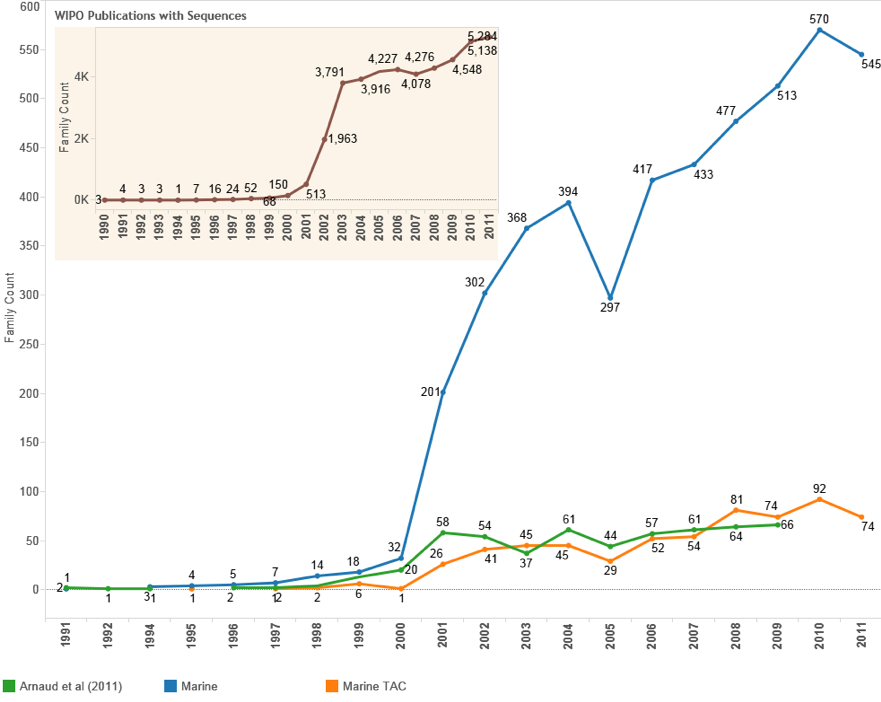 WIPO Publications with Sequences
Family Count
4K
2K
0K
3 4 3 3 1 7 16 24 52 68 150 513 1,963 3,791 3,916 4,227 4,078 4,276 4,548 5,138 5,284
1990 1991 1992 1993 1994 1995 1996 1997 1998 1999 2000 2001 2002 2003 2004 2005 2006 2007 2008 2009 2010 2011
Family Count
600
550
500
450
400
350
300
250
200
150
100
50
0
1 3 4 5 7 14 18 32 201 302 368 394 297 417 433 477 513 570 545
2 1 1 2 2 20 58 54 37 61 44 57 61 64 66
1 1 2 6 1 26 41 45 45 29 52 54 81 74 92 74
1991 1992 1994 1995 1996 1997 1998 1999 2000 2001 2002 2003 2004 2005 2006 2007 2008 2009 2010 2011
Arnaud et al (2011) Marine Marine TAC